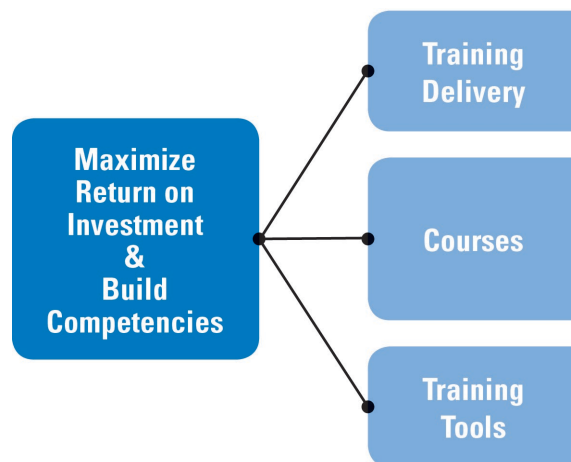 Maximize
Return on
Investment
&
Build
Competencies
Training
Delivery
Courses
Training
Tools